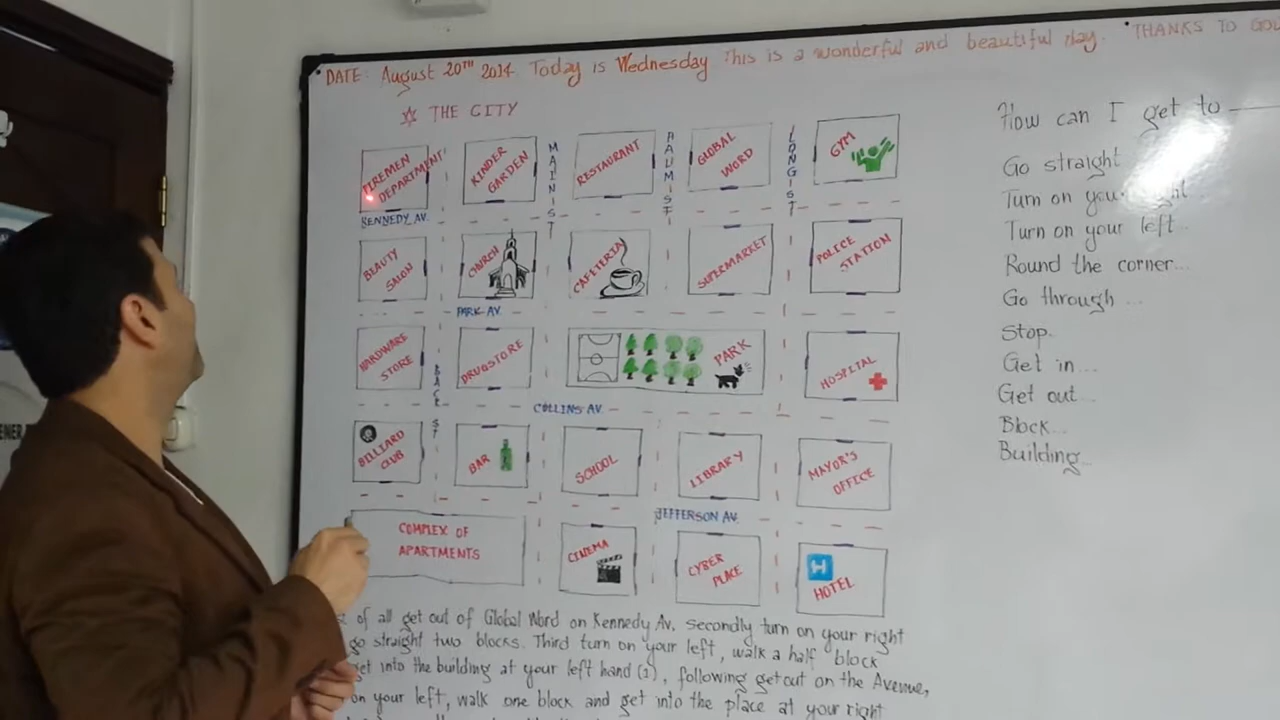 DATE: August 20TH 2014. Today is Wednesday This is a wonderful and beautiful day. "THANKS TO GOD
THE CITY
FIREMEN DEPARTMENT
KINDER GARDEN
MAIN ST
RESTAURANT
GLOBAL WORD
GYM
KENNEDY AV.
BEAUTY SALON
CHURCH
CAFETERIA
SUPERMARKET
POLICE STATION
PARK AV.
HARDWARE STORE
BACK ST
DRUGSTORE
PARK
HOSPITAL
COLLINS AV.
BILLIARD CLUB
BAR
SCHOOL
LIBRARY
MAYOR'S OFFICE
JEFFERSON AV.
COMPLEX OF
APARTMENTS
CINEMA
CYBER PLACE
H
HOTEL
of all get out of Global Word on Kennedy Av. secondly turn on your right
go straight two blocks. Third turn on your left, walk a half block
get into the building at your left hand (1), following get out on the Avenue,
on your left, walk one block and get into the place at your right
How can I get to
Go straight
Turn on your right
Turn on your left
Round the corner...
Go through ...
Stop.
Get in...
Get out...
Block...
Building...